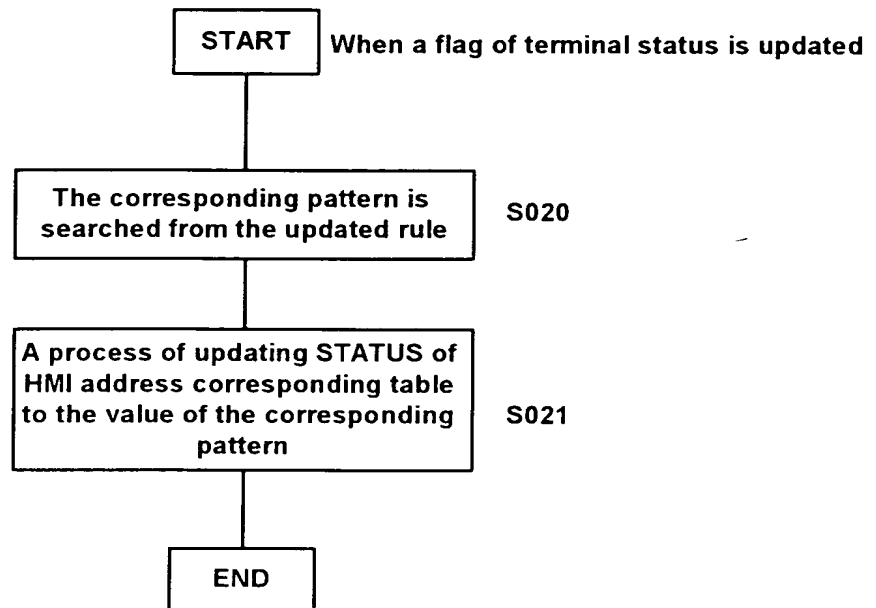 START
When a flag of terminal status is updated
The corresponding pattern is
searched from the updated rule
S020
A process of updating STATUS of
HMI address corresponding table
to the value of the corresponding
pattern
S021
END